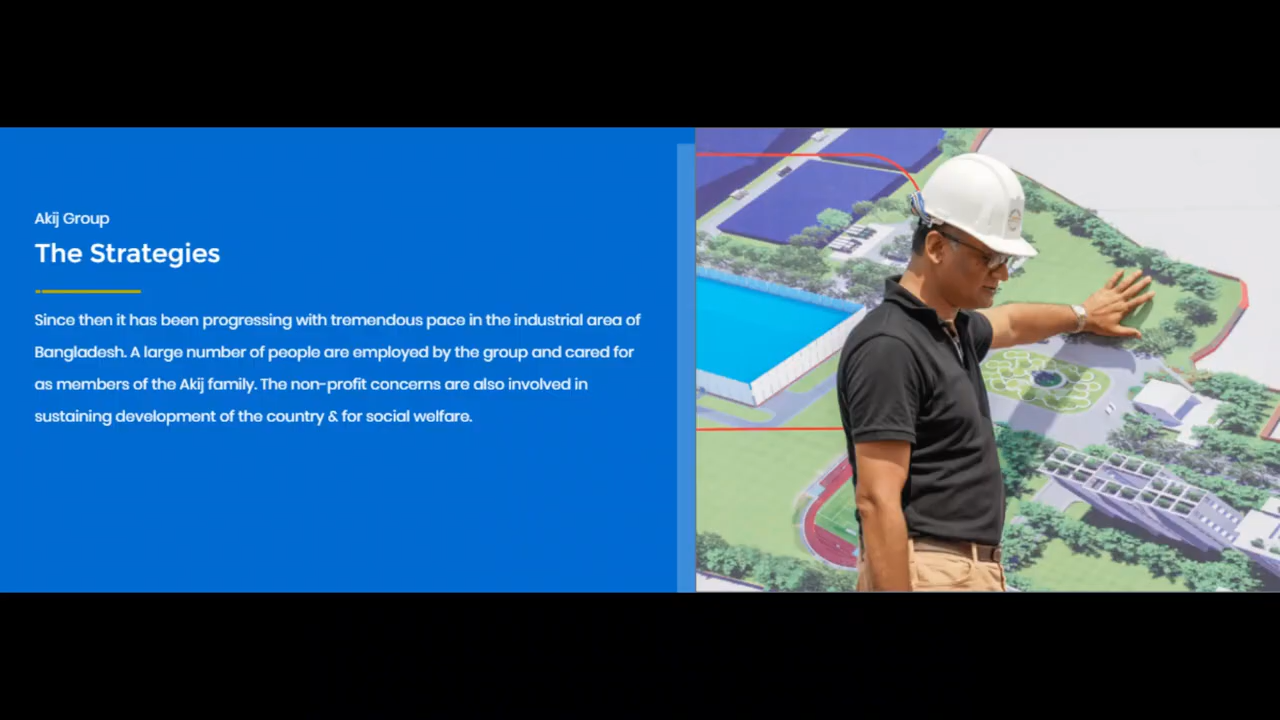 Akij Group
The Strategies
Since then it has been progressing with tremendous pace in the industrial area of
Bangladesh. A large number of people are employed by the group and cared for
as members of the Akij family. The non-profit concerns are also involved in
sustaining development of the country & for social welfare.